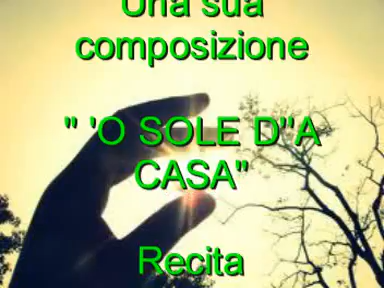 Una sua
composizione
" 'O SOLE D''A
CASA"
Recita